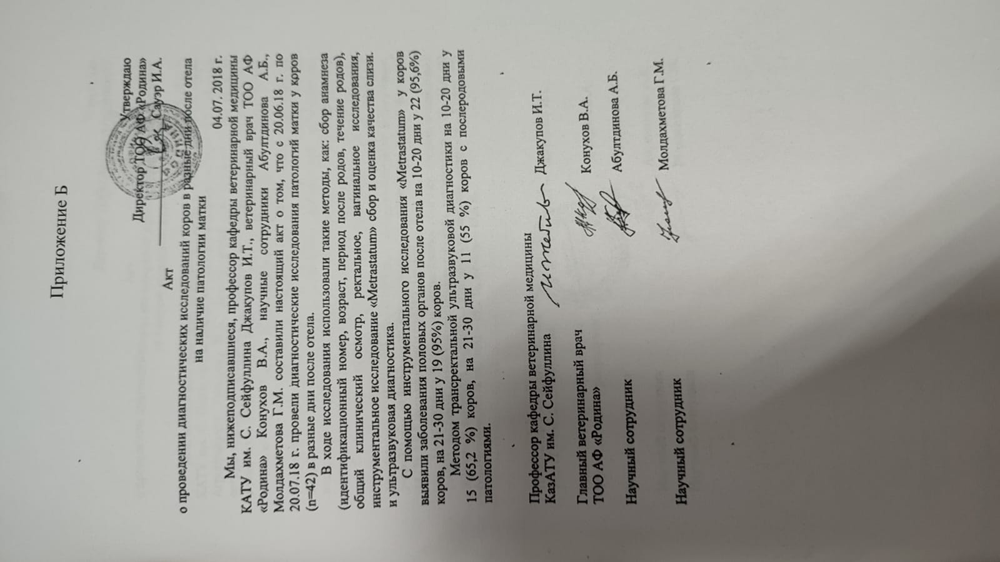 Приложение Б
Утверждаю
Директор ТОО АФ «Родина»
Сауэр И.А.
Акт
о проведении диагностических исследований коров в разные дни после отела
на наличие патологии матки
04.07. 2018 г.
Мы, нижеподписавшиеся, профессор кафедры ветеринарной медицины
КАТУ им. С. Сейфуллина Джакупов И.Т., ветеринарный врач ТОО АФ
«Родина» Конухов В.А., научные сотрудники Абултдинова А.Б.,
Молдахметова Г.М. составили настоящий акт о том, что с 20.06.18 г. по
20.07.18 г. провели диагностические исследования патологий матки у коров
(n=42) в разные дни после отела.
В ходе исследования использовали такие методы, как: сбор анамнеза
(идентификационный номер, возраст, период после родов, течение родов),
общий клинический осмотр, ректальное, вагинальное исследования,
инструментальное исследование «Metrastatum» сбор и оценка качества слизи.
и ультразвуковая диагностика.
С помощью инструментального исследования «Metrastatum» у коров
выявили заболевания половых органов после отела на 10-20 дни у 22 (95,6%)
коров, на 21-30 дни у 19 (95%) коров.
Методом трансректальной ультразвуковой диагностики на 10-20 дни у
15 (65,2 %) коров, на 21-30 дни у 11 (55 %) коров с послеродовыми
патологиями.
Профессор кафедры ветеринарной медицины
КазАТУ им. С. Сейфуллина Джакупов И.Т.
Главный ветеринарный врач
ТОО АФ «Родина» Конухов В.А.
Научный сотрудник Абултдинова А.Б.
Научный сотрудник Молдахметова Г.М.